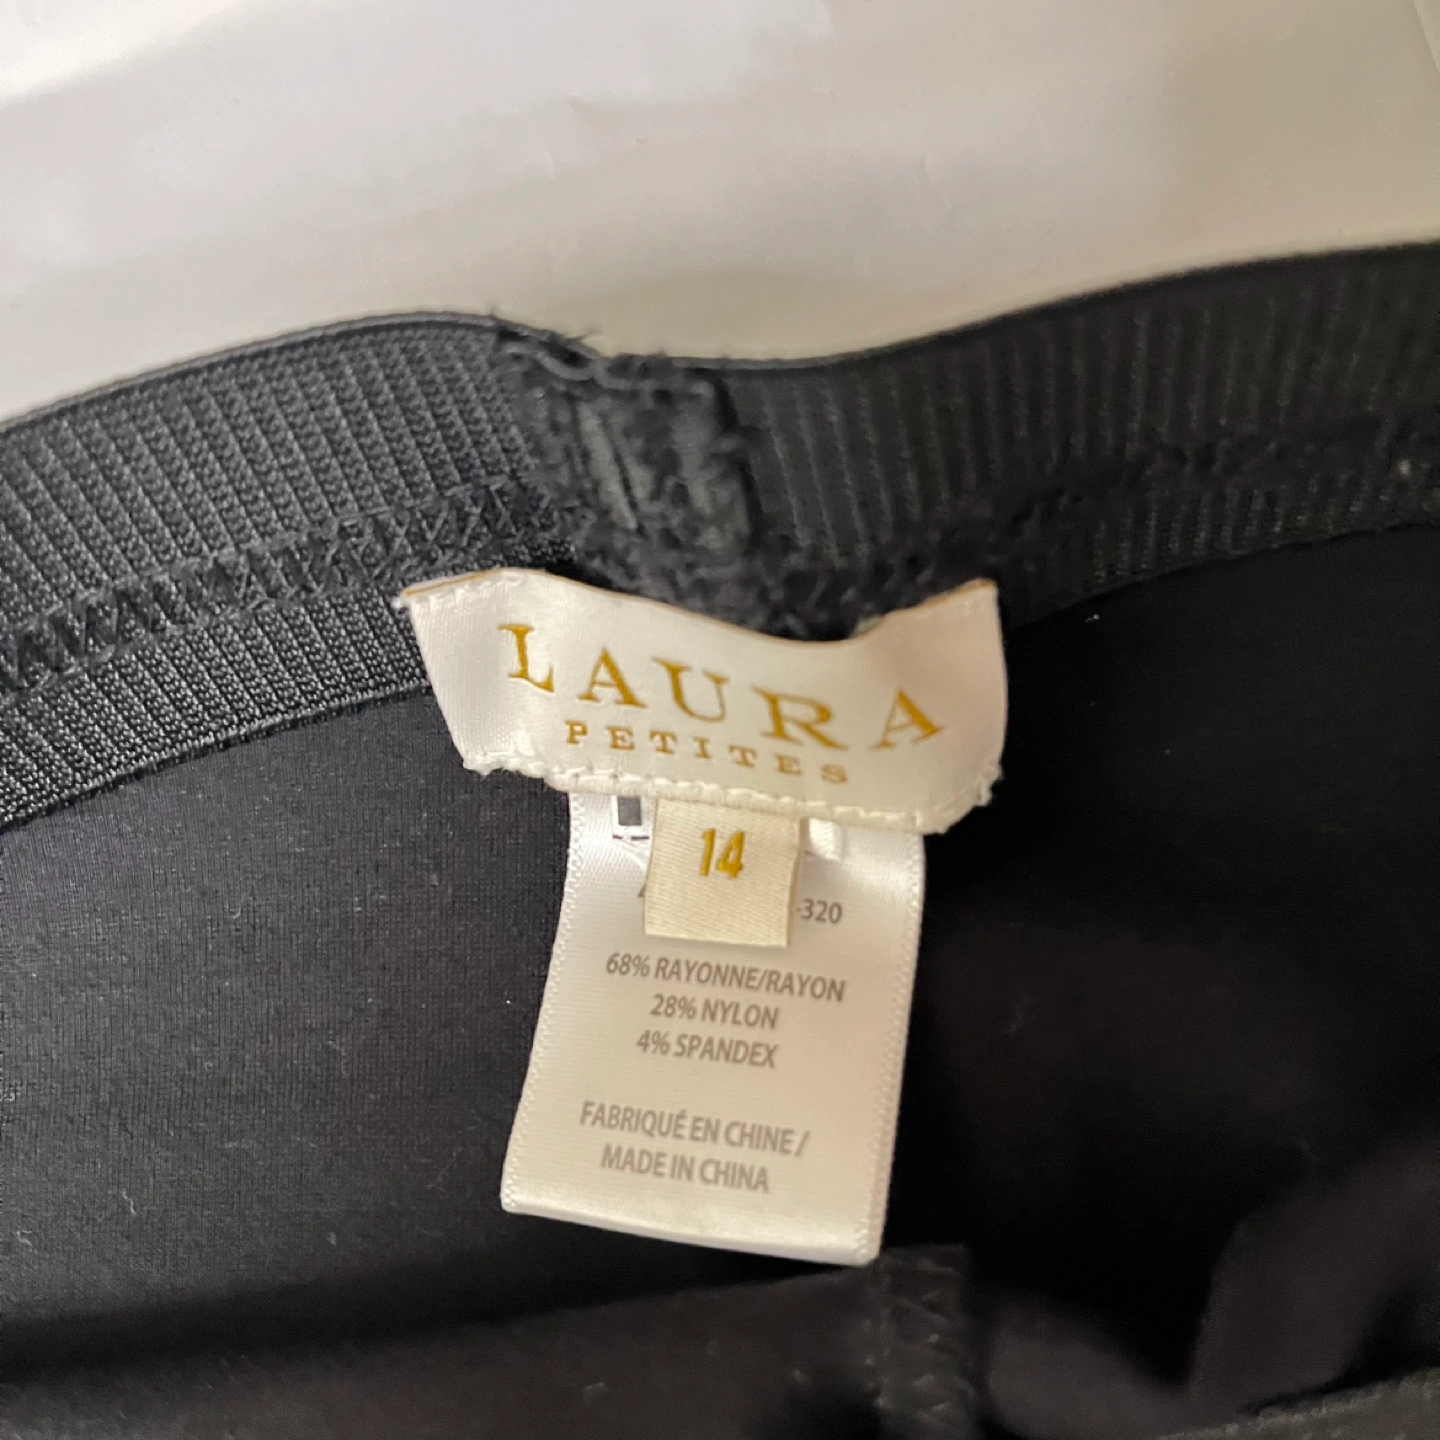 LAURA
PETITES
14
-320
68% RAYONNE/RAYON
28% NYLON
4% SPANDEX
FABRIQUÉ EN CHINE /
MADE IN CHINA